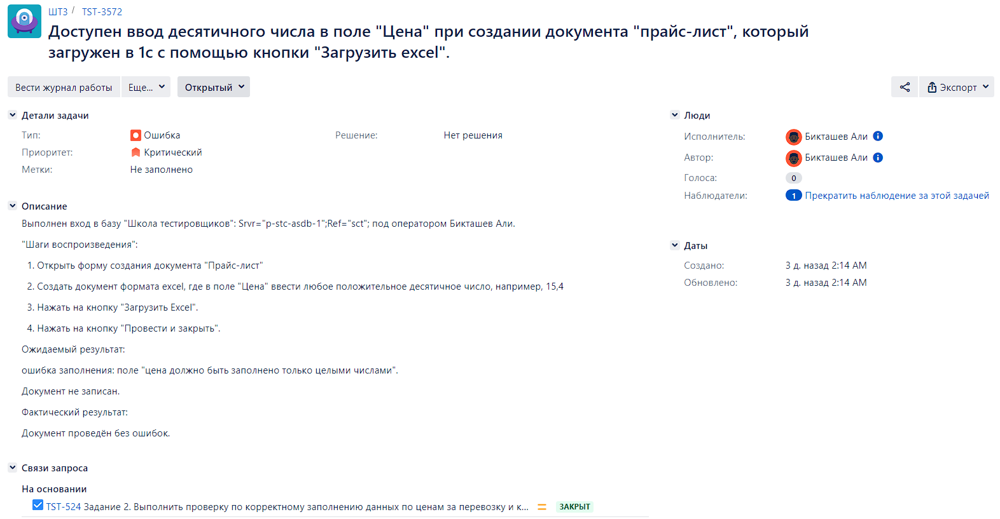 ШТЗ / TST-3572
Доступен ввод десятичного числа в поле "Цена" при создании документа "прайс-лист", который
загружен в 1с с помощью кнопки "Загрузить excel".
Вести журнал работы Еще... Открытый Экспорт
Детали задачи
Тип: Ошибка Решение: Нет решения
Приоритет: Критический
Метки: Не заполнено
Описание
Выполнен вход в базу "Школа тестировщиков": Srvr="p-stc-asdb-1";Ref="sct"; под оператором Бикташев Али.
"Шаги воспроизведения":
1. Открыть форму создания документа "Прайс-лист"
2. Создать документ формата excel, где в поле "Цена" ввести любое положительное десятичное число, например, 15,4
3. Нажать на кнопку "Загрузить Excel".
4. Нажать на кнопку "Провести и закрыть".
Ожидаемый результат:
ошибка заполнения: поле "цена должно быть заполнено только целыми числами".
Документ не записан.
Фактический результат:
Документ проведён без ошибок.
Связи запроса
На основании
TST-524 Задание 2. Выполнить проверку по корректному заполнению данных по ценам за перевозку и к... ЗАКРЫТ
Люди
Исполнитель: Бикташев Али
Автор: Бикташев Али
Голоса: 0
Наблюдатели: 1 Прекратить наблюдение за этой задачей
Даты
Создано: 3 д. назад 2:14 AM
Обновлено: 3 д. назад 2:14 AM